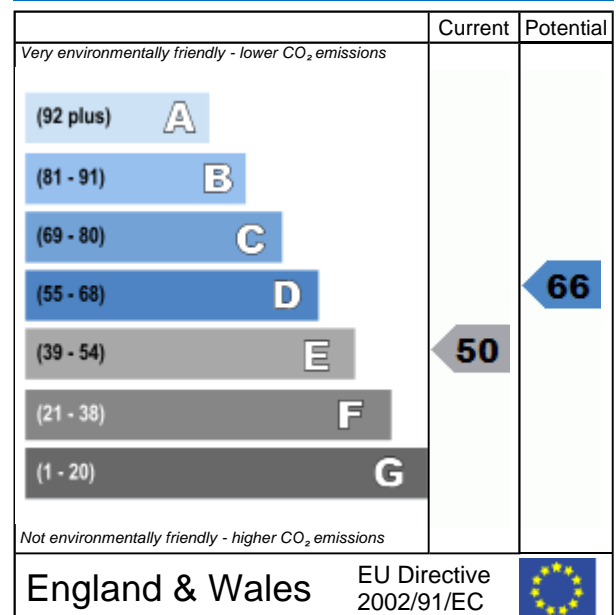 Current Potential
Very environmentally friendly - lower CO₂ emissions
(92 plus) A
(81 - 91) B
(69 - 80) C
(55 - 68) D
66
(39 - 54) E
50
(21 - 38) F
(1 - 20) G
Not environmentally friendly - higher CO₂ emissions
England & Wales
EU Directive
2002/91/EC